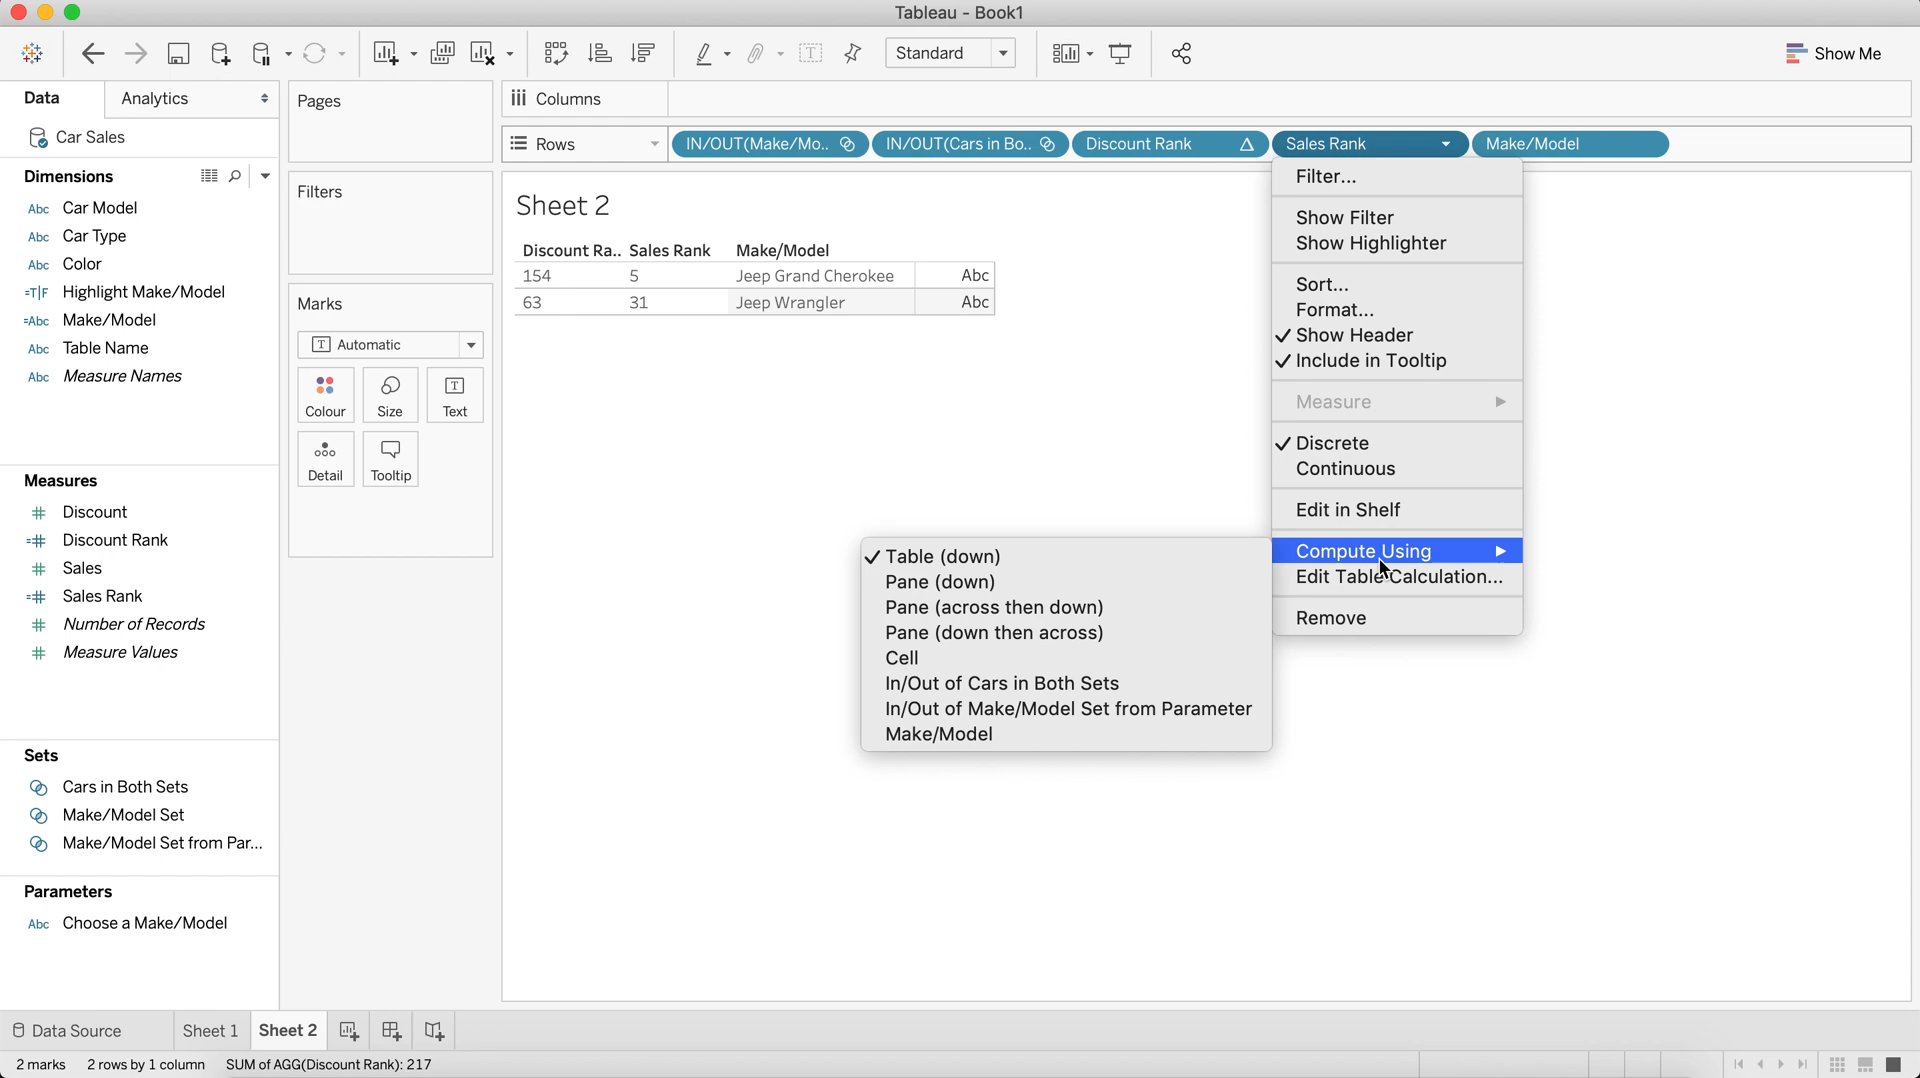 Tableau - Book1
Standard
Show Me
Data
Analytics
Pages
Columns
Car Sales
Rows
IN/OUT(Make/Mo..
IN/OUT(Cars in Bo..
Discount Rank
Sales Rank
Make/Model
Dimensions
Filters
Filter...
Abc Car Model
Abc Car Type
Abc Color
=T|F Highlight Make/Model
=Abc Make/Model
Abc Table Name
Abc Measure Names
Sheet 2
Show Filter
Show Highlighter
Discount Ra.. Sales Rank Make/Model
154 5 Jeep Grand Cherokee Abc
63 31 Jeep Wrangler Abc
Sort...
Format...
Show Header
Include in Tooltip
Marks
T Automatic
Colour
Size
T Text
Detail
Tooltip
Measure
Discrete
Continuous
Edit in Shelf
Compute Using
Edit Table Calculation...
Remove
Measures
# Discount
=# Discount Rank
# Sales
=# Sales Rank
# Number of Records
# Measure Values
Table (down)
Pane (down)
Pane (across then down)
Pane (down then across)
Cell
In/Out of Cars in Both Sets
In/Out of Make/Model Set from Parameter
Make/Model
Sets
Cars in Both Sets
Make/Model Set
Make/Model Set from Par...
Parameters
Abc Choose a Make/Model
Data Source
Sheet 1
Sheet 2
2 marks 2 rows by 1 column SUM of AGG(Discount Rank): 217